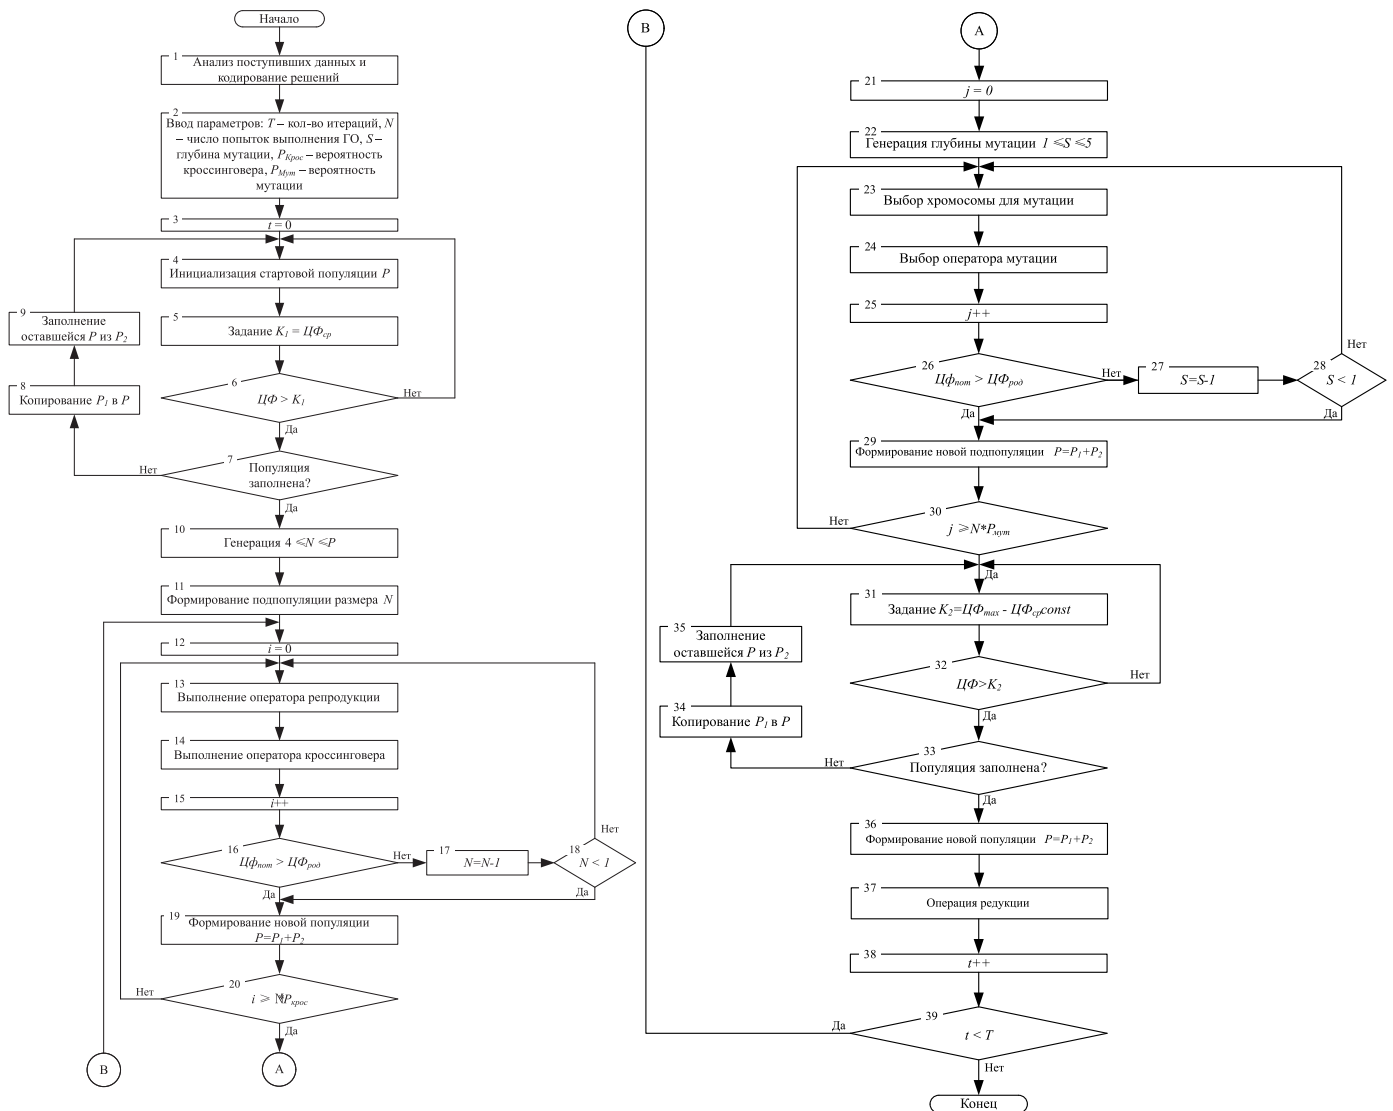 Начало
1
Анализ поступивших данных и
кодирование решений
2
Ввод параметров: T – кол-во итераций, N
– число попыток выполнения ГО, S –
глубина мутации, PКрос – вероятность
кроссинговера, PМут – вероятность
мутации
3
t = 0
4
Инициализация стартовой популяции P
5
Задание K1 = ЦФср
6
ЦФ > K1
Нет
Да
7
Популяция
заполнена?
Нет
Да
8
Копирование P1 в P
9
Заполнение
оставшейся P из P2
10
Генерация 4 ≤N ≤P
11
Формирование подпопуляции размера N
12
i = 0
13
Выполнение оператора репродукции
14
Выполнение оператора кроссинговера
15
i++
16
Цфпот > ЦФрод
Нет
Да
17
N=N-1
18
N < 1
Нет
Да
19
Формирование новой популяции
P=P1+P2
20
i ≥ N*Pкрос
Нет
Да
B
A
B
A
21
j = 0
22
Генерация глубины мутации 1 ≤S ≤5
23
Выбор хромосомы для мутации
24
Выбор оператора мутации
25
j++
26
Цфпот > ЦФрод
Нет
Да
27
S=S-1
28
S < 1
Нет
Да
29
Формирование новой подпопуляции P=P1+P2
30
j ≥N*Pмут
Нет
Да
31
Задание K2=ЦФmax - ЦФсрconst
32
ЦФ>K2
Нет
Да
33
Популяция заполнена?
Нет
Да
34
Копирование P1 в P
35
Заполнение
оставшейся P из P2
36
Формирование новой популяции P=P1+P2
37
Операция редукции
38
t++
39
t < T
Да
Нет
Конец